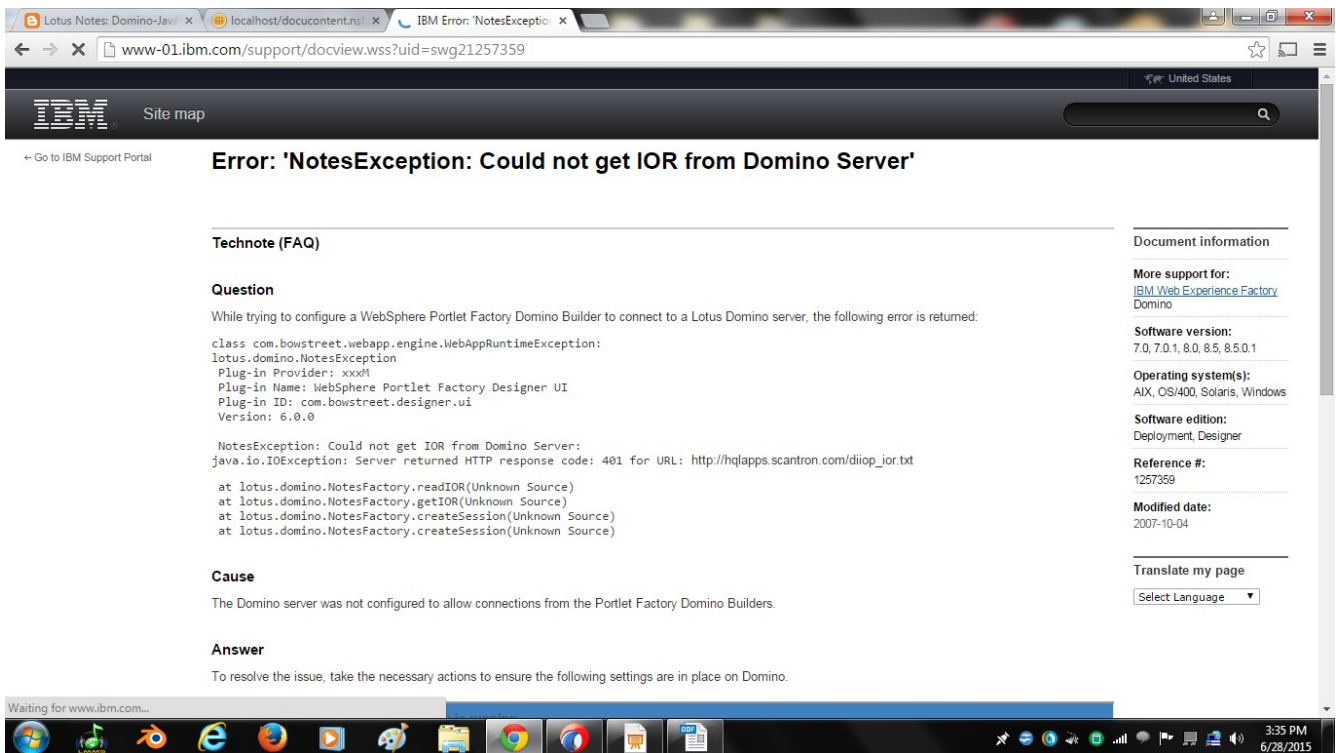 Lotus Notes: Domino-Jav
localhost/docucontent.ns
IBM Error: 'NotesExceptio
www-01.ibm.com/support/docview.wss?uid=swg21257359
United States
IBM
Site map
← Go to IBM Support Portal
Error: 'NotesException: Could not get IOR from Domino Server'
Technote (FAQ)
Question
While trying to configure a WebSphere Portlet Factory Domino Builder to connect to a Lotus Domino server, the following error is returned:
class com.bowstreet.webapp.engine.WebAppRuntimeException:
lotus.domino.NotesException
Plug-in Provider: xxxM
Plug-in Name: WebSphere Portlet Factory Designer UI
Plug-in ID: com.bowstreet.designer.ui
Version: 6.0.0
NotesException: Could not get IOR from Domino Server:
java.io.IOException: Server returned HTTP response code: 401 for URL: http://hqlapps.scantron.com/diiop_ior.txt
at lotus.domino.NotesFactory.readIOR(Unknown Source)
at lotus.domino.NotesFactory.getIOR(Unknown Source)
at lotus.domino.NotesFactory.createSession(Unknown Source)
at lotus.domino.NotesFactory.createSession(Unknown Source)
Cause
The Domino server was not configured to allow connections from the Portlet Factory Domino Builders.
Answer
To resolve the issue, take the necessary actions to ensure the following settings are in place on Domino.
Document information
More support for:
IBM Web Experience Factory
Domino
Software version:
7.0, 7.0.1, 8.0, 8.5, 8.5.0.1
Operating system(s):
AIX, OS/400, Solaris, Windows
Software edition:
Deployment, Designer
Reference #:
1257359
Modified date:
2007-10-04
Translate my page
Select Language
Waiting for www.ibm.com...
ODF
3:35 PM
6/28/2015